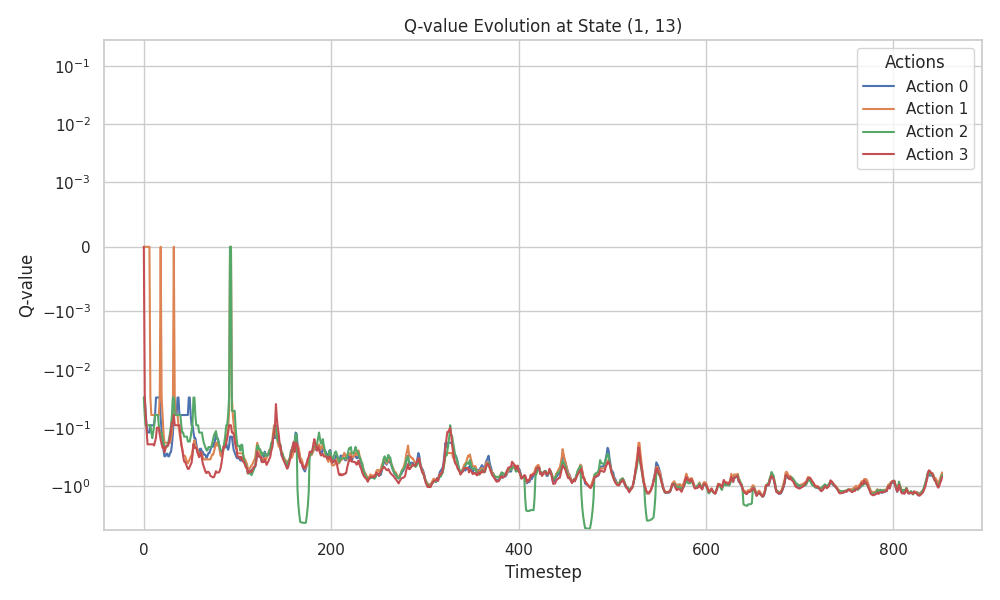 Q-value Evolution at State (1, 13)
Actions
Action 0
Action 1
Action 2
Action 3
10⁻¹
10⁻²
10⁻³
0
−10⁻³
−10⁻²
−10⁻¹
−10⁰
Q-value
0 200 400 600 800
Timestep